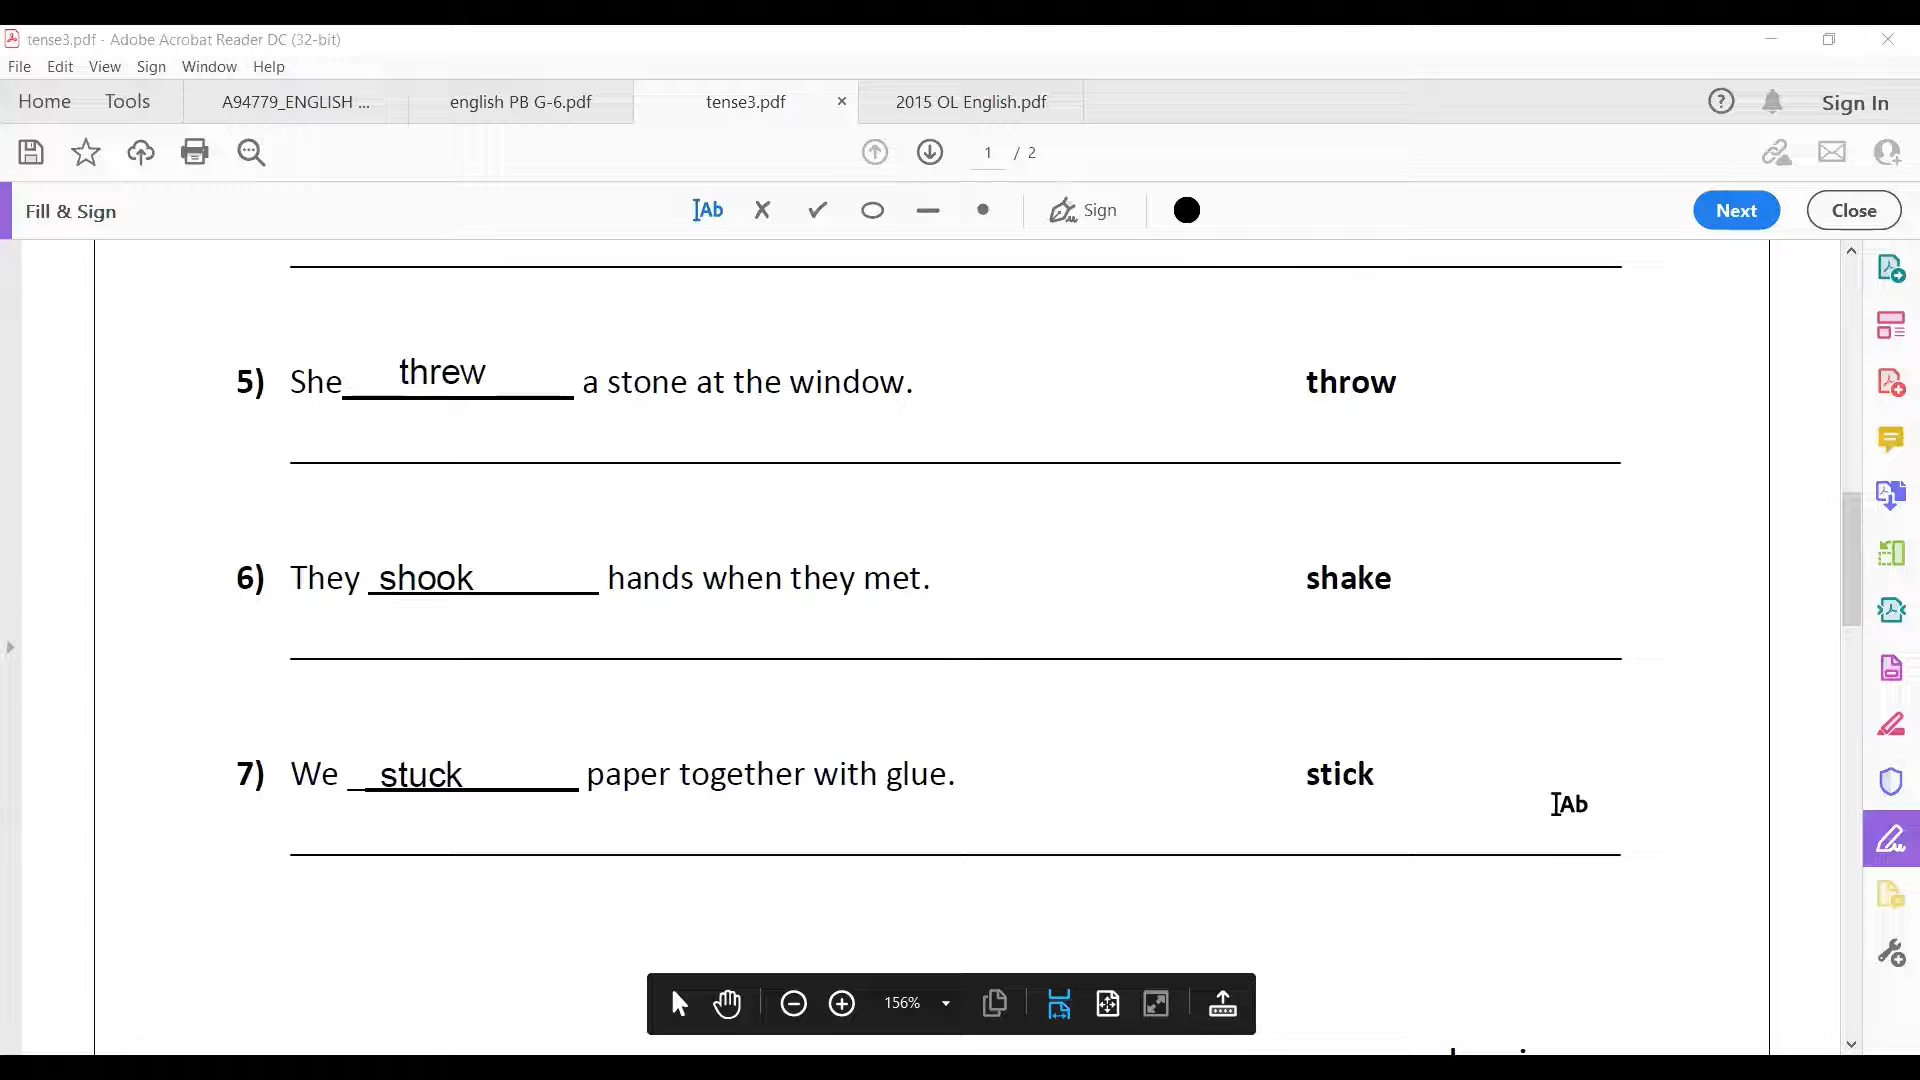 tense3.pdf - Adobe Acrobat Reader DC (32-bit)
File Edit View Sign Window Help
Home Tools A94779_ENGLISH ... english PB G-6.pdf tense3.pdf × 2015 OL English.pdf Sign In
1 / 2
Fill & Sign Ab Sign Next Close
5) She threw a stone at the window. throw
6) They shook hands when they met. shake
7) We stuck paper together with glue. stick
Ab
156%